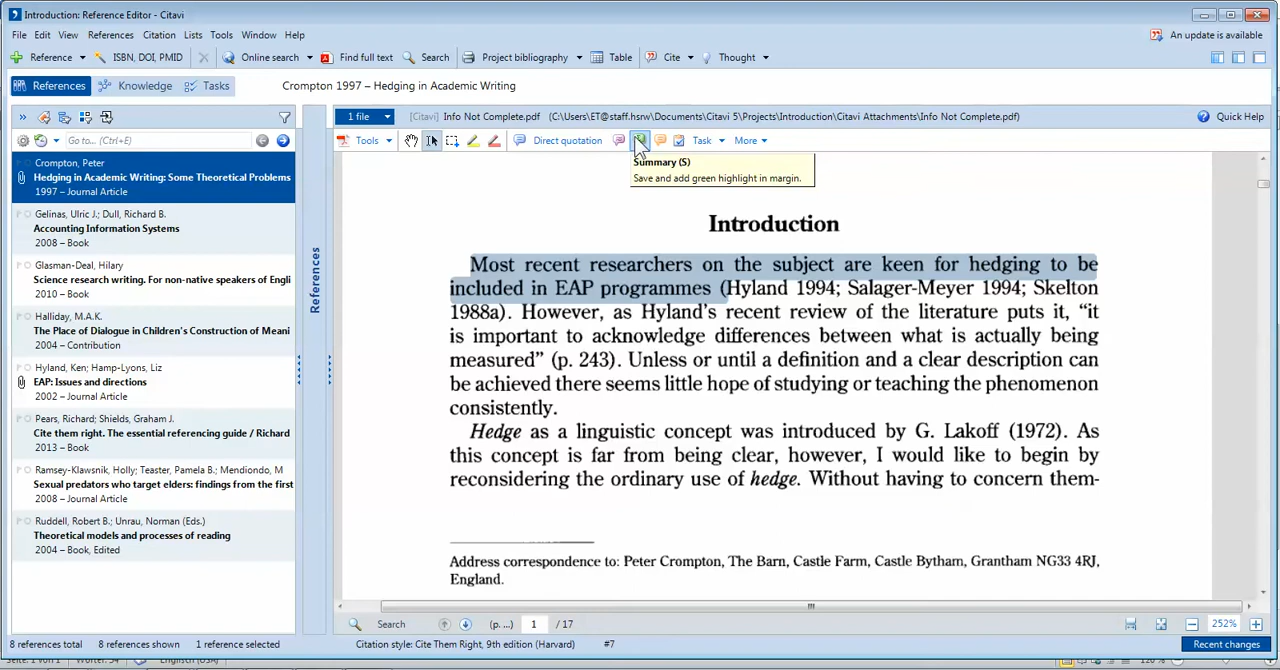 Introduction: Reference Editor - Citavi
File Edit View References Citation Lists Tools Window Help
An update is available
Reference ISBN, DOI, PMID Online search Find full text Search Project bibliography Table Cite Thought
References Knowledge Tasks
Crompton 1997 – Hedging in Academic Writing
1 file [Citavi] Info Not Complete.pdf (C:\Users\ET@staff.hsrw\Documents\Citavi 5\Projects\Introduction\Citavi Attachments\Info Not Complete.pdf)
Quick Help
Go to... (Ctrl+E)
Tools Direct quotation Task More
Summary (S)
Save and add green highlight in margin.
Crompton, Peter
Hedging in Academic Writing: Some Theoretical Problems
1997 – Journal Article
Gelinas, Ulric J.; Dull, Richard B.
Accounting Information Systems
2008 – Book
Glasman-Deal, Hilary
Science research writing. For non-native speakers of Engli
2010 – Book
Halliday, M.A.K.
The Place of Dialogue in Children's Construction of Meani
2004 – Contribution
Hyland, Ken; Hamp-Lyons, Liz
EAP: Issues and directions
2002 – Journal Article
Pears, Richard; Shields, Graham J.
Cite them right. The essential referencing guide / Richard
2013 – Book
Ramsey-Klawsnik, Holly; Teaster, Pamela B.; Mendiondo, M
Sexual predators who target elders: findings from the first
2008 – Journal Article
Ruddell, Robert B.; Unrau, Norman (Eds.)
Theoretical models and processes of reading
2004 – Book, Edited
References
Introduction
Most recent researchers on the subject are keen for hedging to be
included in EAP programmes (Hyland 1994; Salager-Meyer 1994; Skelton
1988a). However, as Hyland's recent review of the literature puts it, “it
is important to acknowledge differences between what is actually being
measured” (p. 243). Unless or until a definition and a clear description can
be achieved there seems little hope of studying or teaching the phenomenon
consistently.
Hedge as a linguistic concept was introduced by G. Lakoff (1972). As
this concept is far from being clear, however, I would like to begin by
reconsidering the ordinary use of hedge. Without having to concern them-
Address correspondence to: Peter Crompton, The Barn, Castle Farm, Castle Bytham, Grantham NG33 4RJ,
England.
Search (p. ...) 1 / 17
252%
8 references total 8 references shown 1 reference selected
Citation style: Cite Them Right, 9th edition (Harvard) #7
Recent changes